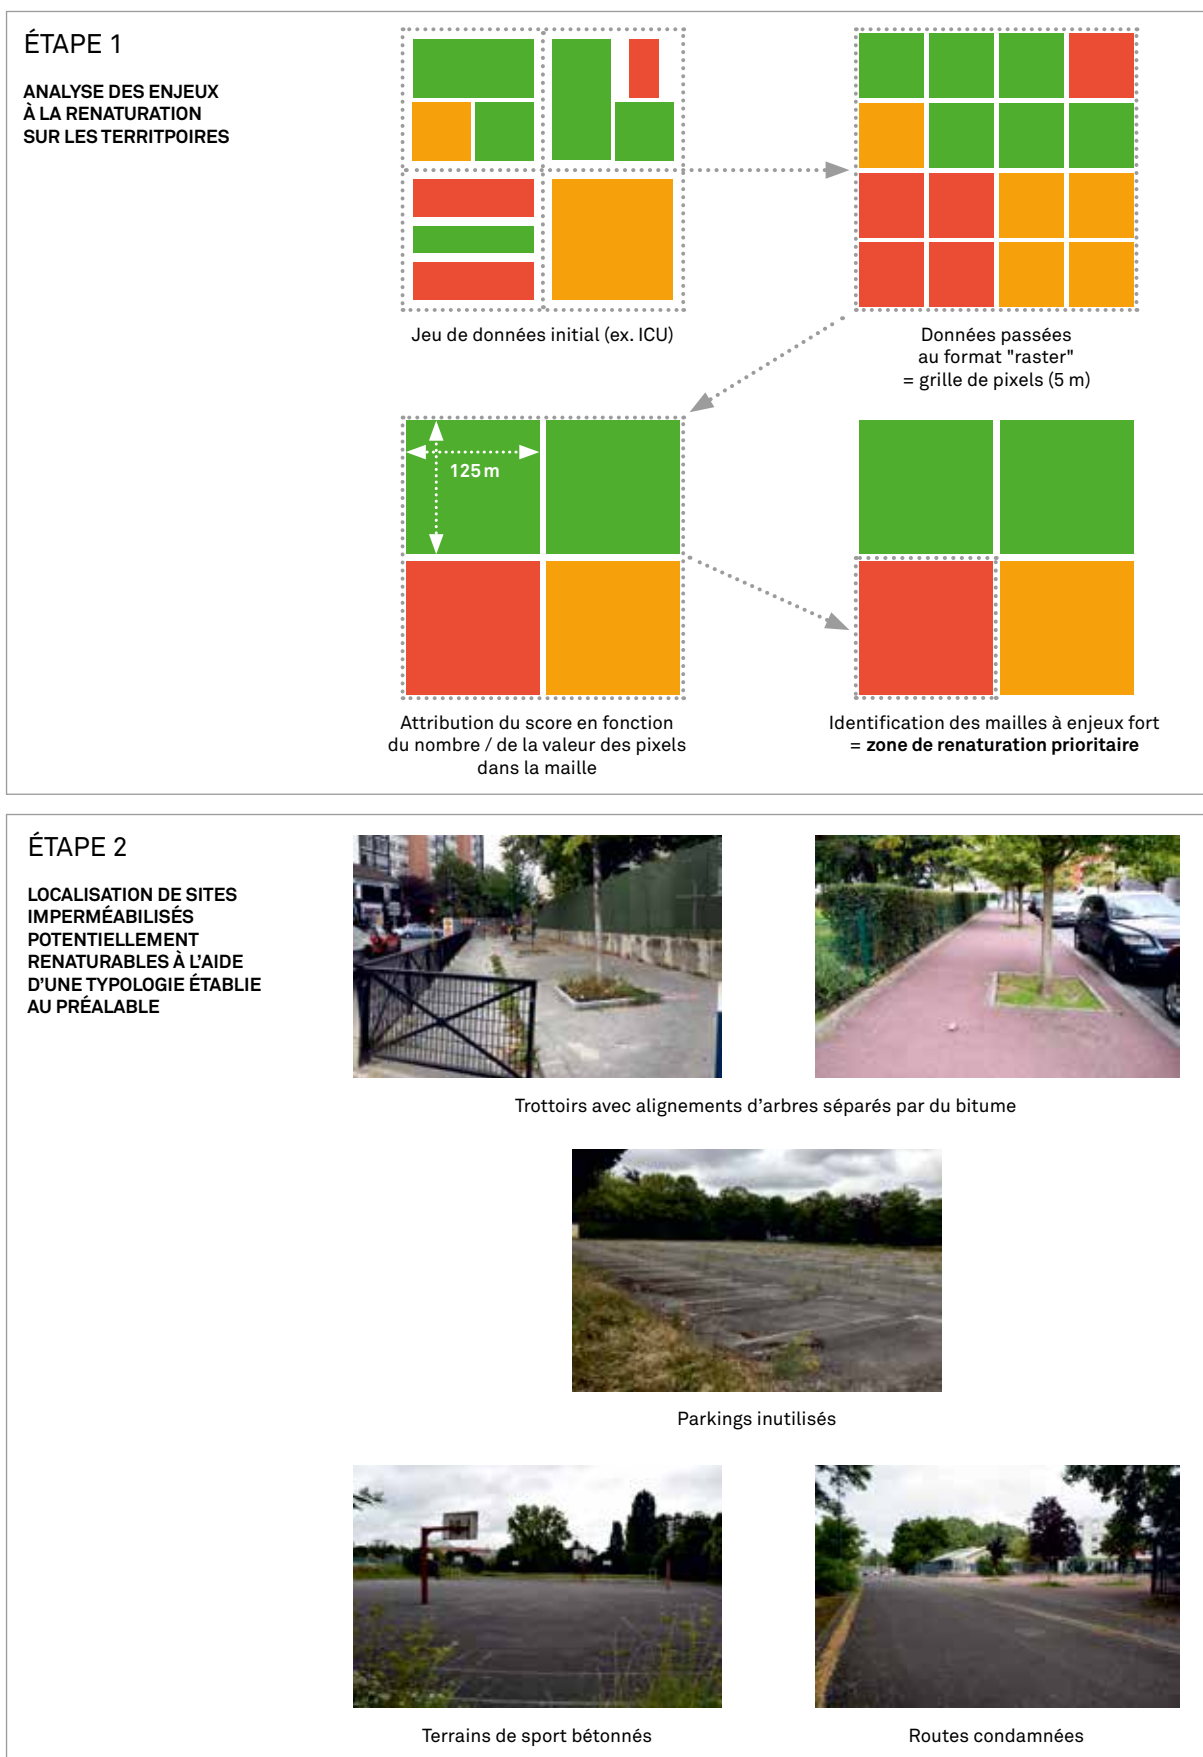 ÉTAPE 1
ANALYSE DES ENJEUX
À LA RENATURATION
SUR LES TERRITPOIRES
Jeu de données initial (ex. ICU)
Données passées
au format "raster"
= grille de pixels (5 m)
125 m
Attribution du score en fonction
du nombre / de la valeur des pixels
dans la maille
Identification des mailles à enjeux fort
= zone de renaturation prioritaire
ÉTAPE 2
LOCALISATION DE SITES
IMPERMÉABILISÉS
POTENTIELLEMENT
RENATURABLES À L'AIDE
D'UNE TYPOLOGIE ÉTABLIE
AU PRÉALABLE
Trottoirs avec alignements d'arbres séparés par du bitume
Parkings inutilisés
Terrains de sport bétonnés
Routes condamnées